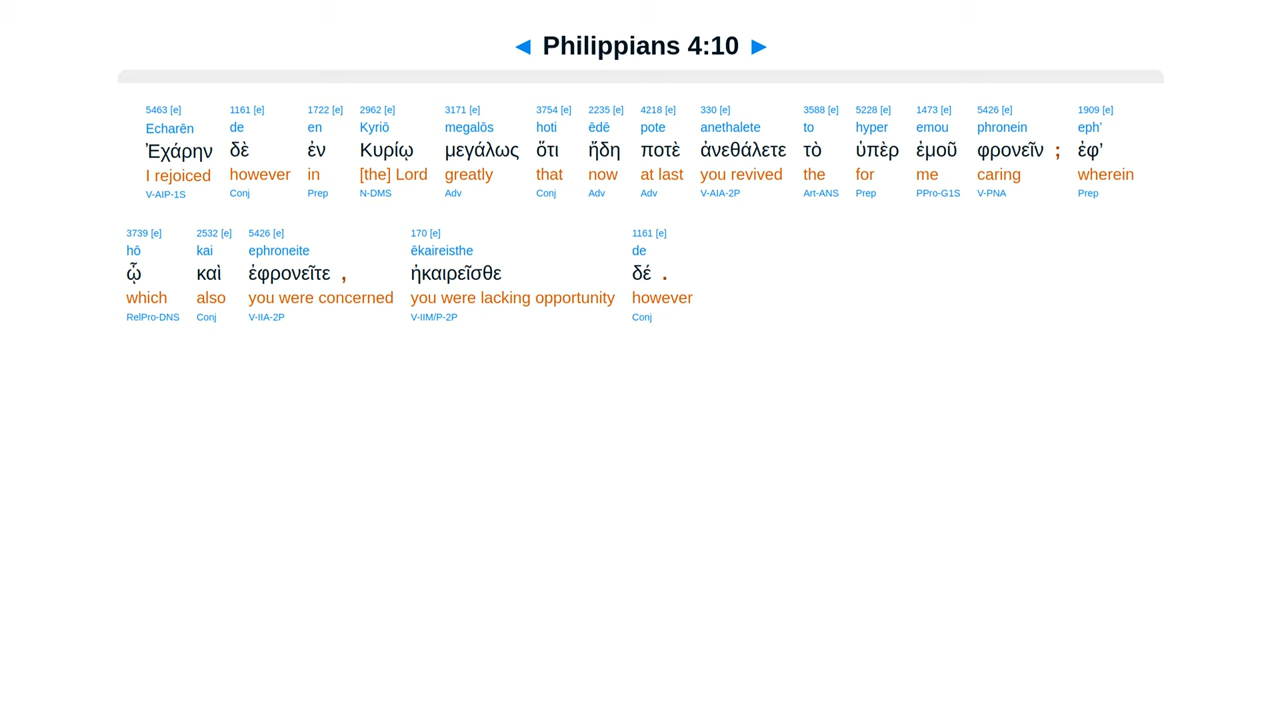 ◄ Philippians 4:10 ►
5463 [e] 1161 [e] 1722 [e] 2962 [e] 3171 [e] 3754 [e] 2235 [e] 4218 [e] 330 [e] 3588 [e] 5228 [e] 1473 [e] 5426 [e] 1909 [e]
Echarēn de en Kyriō megalōs hoti ēdē pote anethalete to hyper emou phronein eph’
Ἐχάρην δὲ ἐν Κυρίῳ μεγάλως ὅτι ἤδη ποτὲ ἀνεθάλετε τὸ ὑπὲρ ἐμοῦ φρονεῖν ; ἐφ’
I rejoiced however in [the] Lord greatly that now at last you revived the for me caring wherein
V-AIP-1S Conj Prep N-DMS Adv Conj Adv Adv V-AIA-2P Art-ANS Prep PPro-G1S V-PNA Prep
3739 [e] 2532 [e] 5426 [e] 170 [e] 1161 [e]
hō kai ephroneite ēkaireisthe de
ᾧ καὶ ἐφρονεῖτε , ἠκαιρεῖσθε δέ .
which also you were concerned you were lacking opportunity however
RelPro-DNS Conj V-IIA-2P V-IIM/P-2P Conj